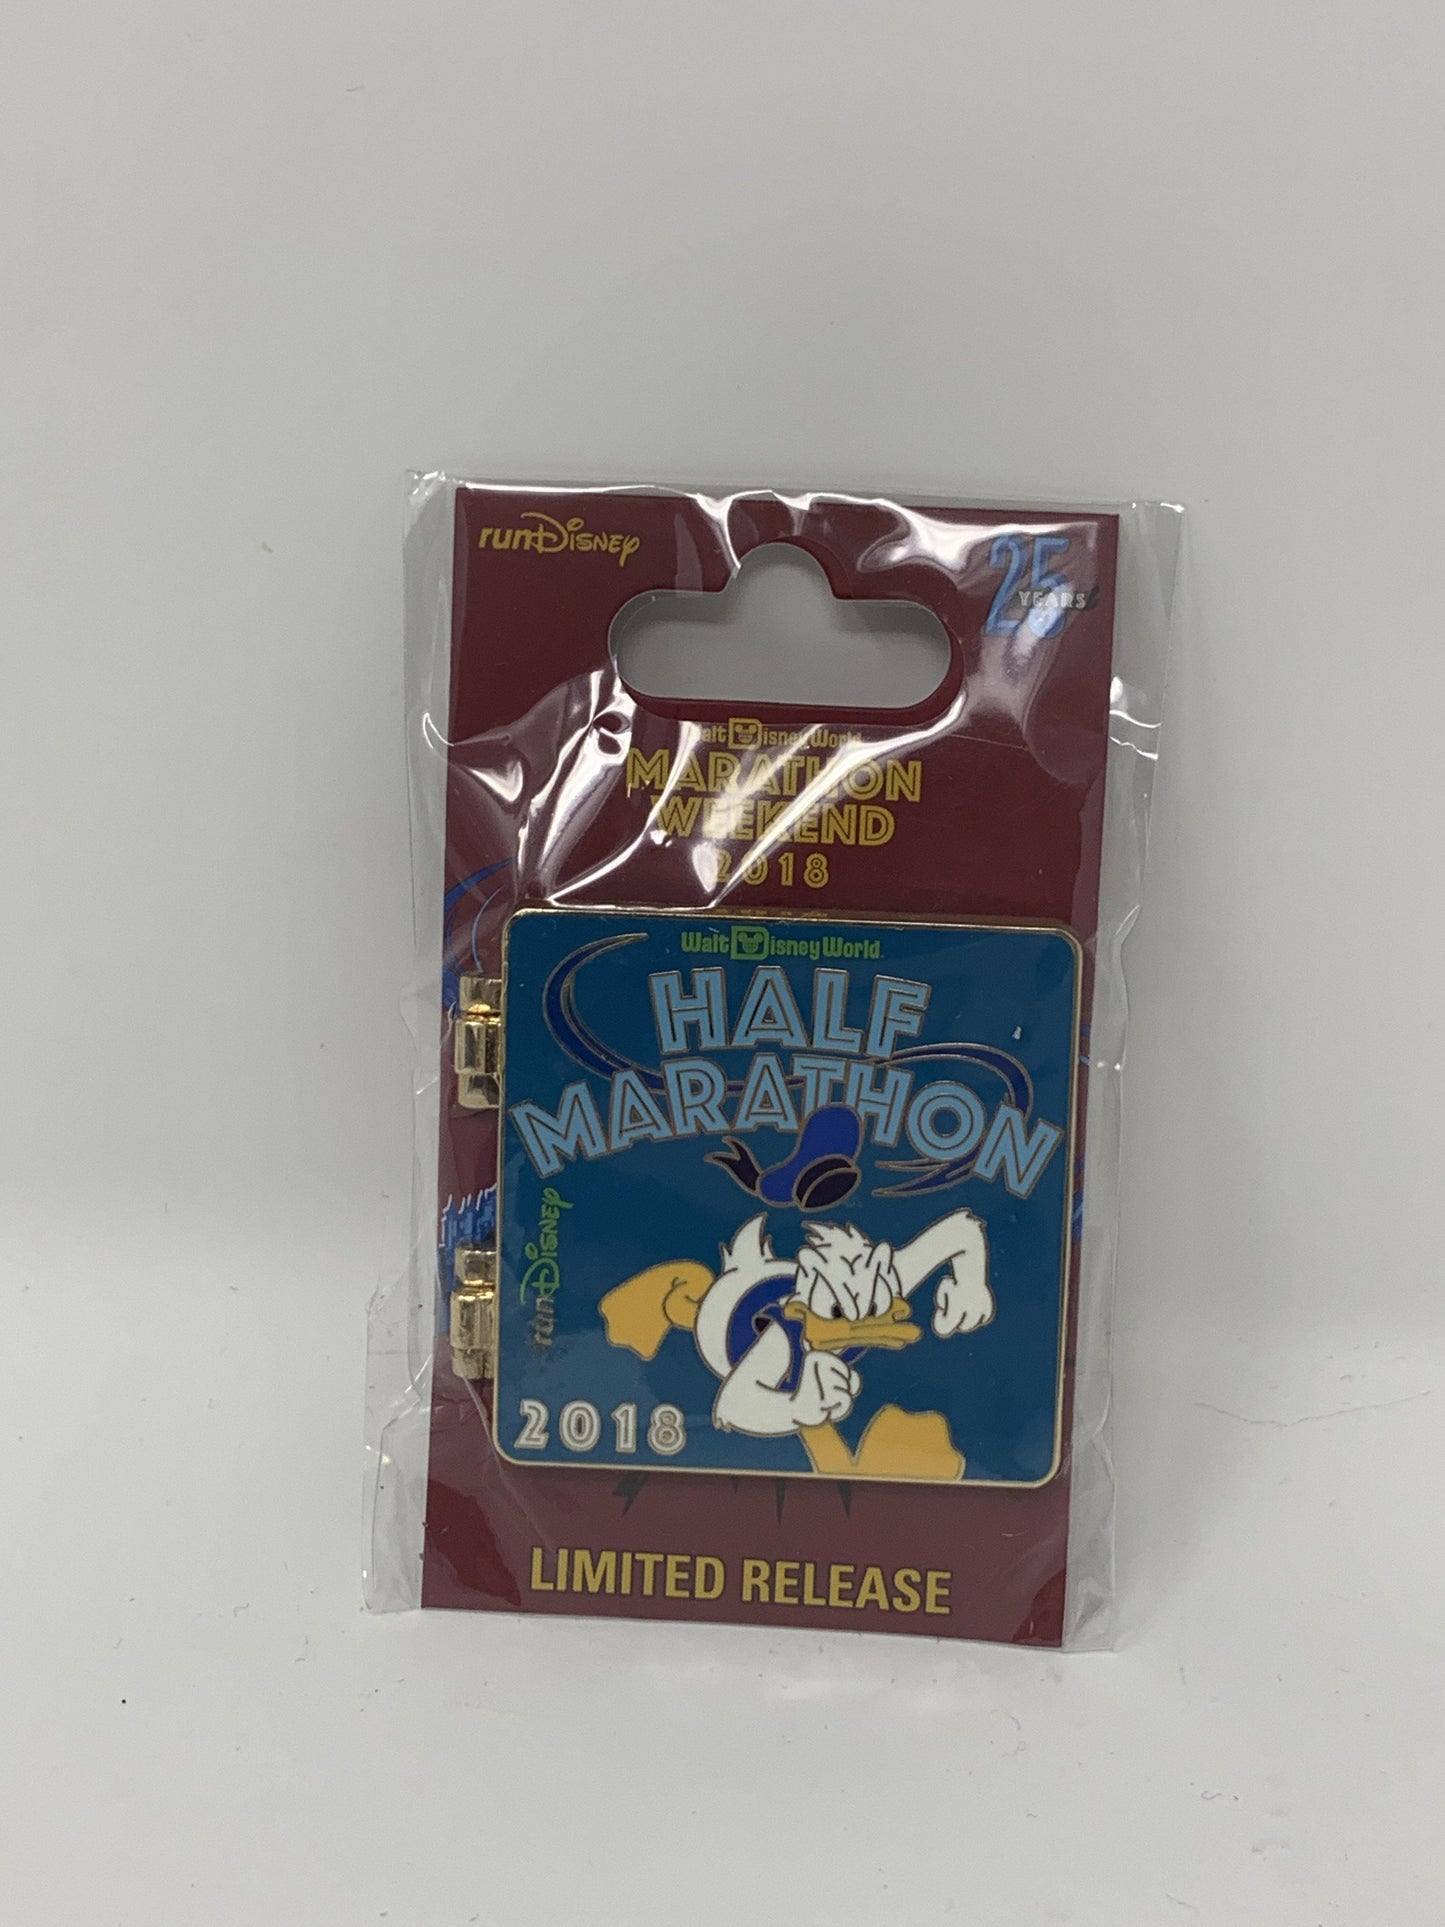 runDisney
25
YEARS
Walt Disney World
MARATHON
WEEKEND
2018
Walt Disney World
HALF
MARATHON
runDisney
2018
LIMITED RELEASE